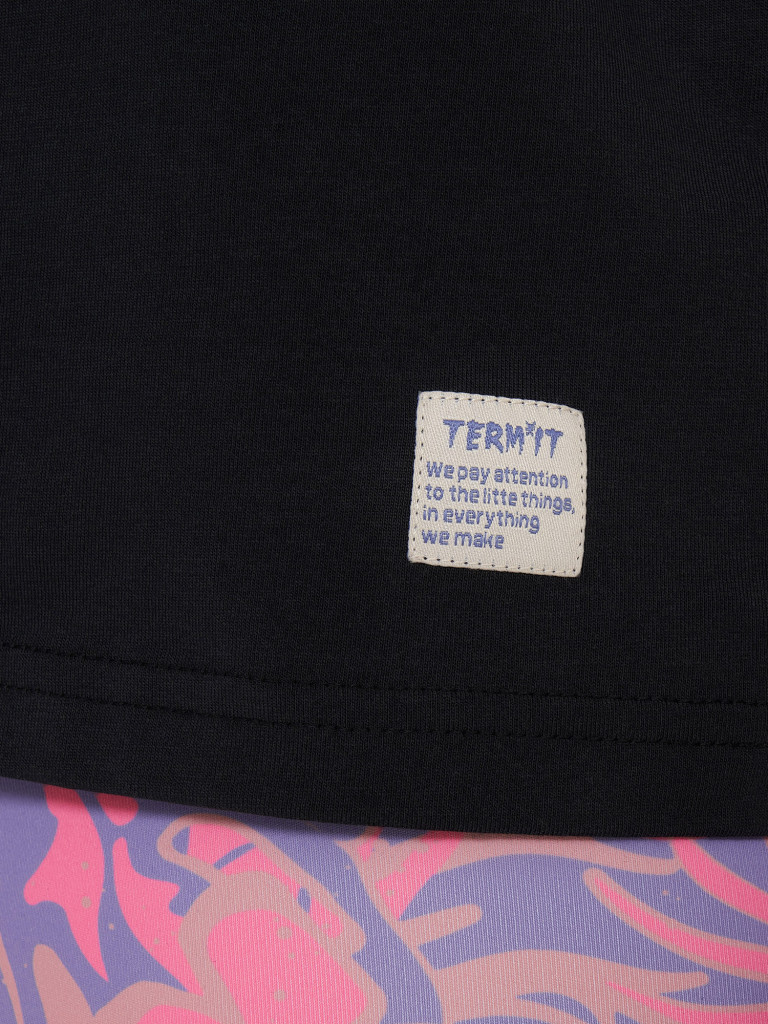 TERM*IT
We pay attention
to the litte things,
in everything
we make